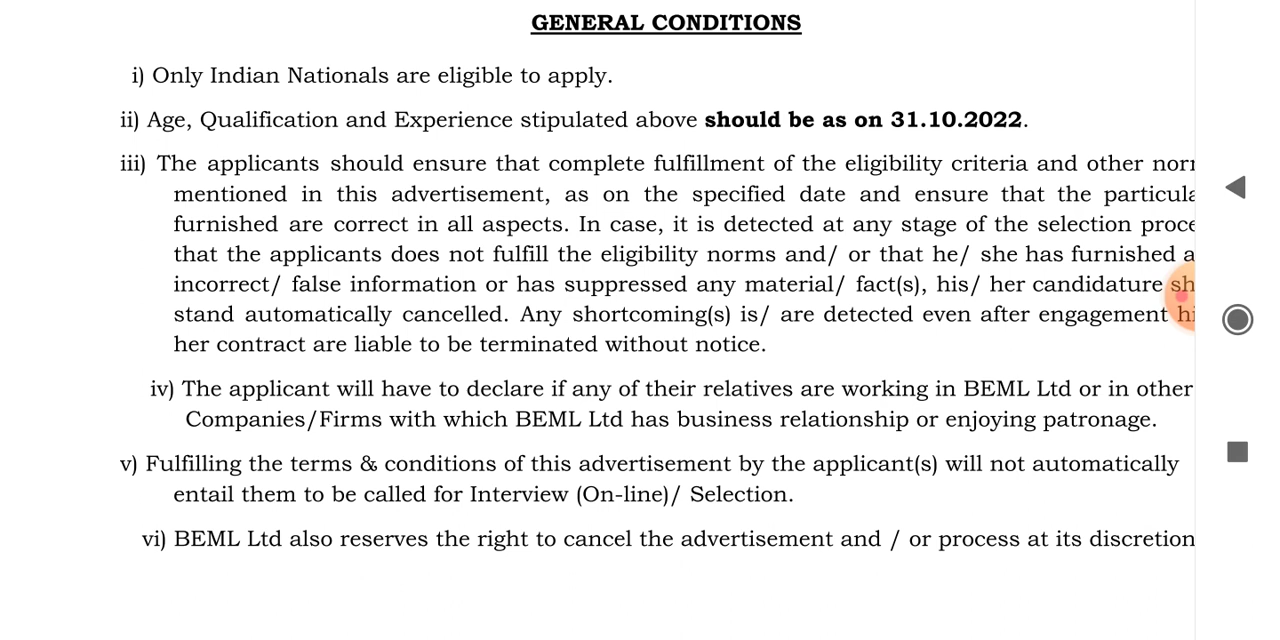 GENERAL CONDITIONS
i) Only Indian Nationals are eligible to apply.
ii) Age, Qualification and Experience stipulated above should be as on 31.10.2022.
iii) The applicants should ensure that complete fulfillment of the eligibility criteria and other
mentioned in this advertisement, as on the specified date and ensure that the
furnished are correct in all aspects. In case, it is detected at any stage of the selection
that the applicants does not fulfill the eligibility norms and/ or that he/ she has furnished
incorrect/ false information or has suppressed any material/ fact(s), his/ her candidature
stand automatically cancelled. Any shortcoming(s) is/ are detected even after engagement
her contract are liable to be terminated without notice.
iv) The applicant will have to declare if any of their relatives are working in BEML Ltd or in other
Companies/Firms with which BEML Ltd has business relationship or enjoying patronage.
v) Fulfilling the terms & conditions of this advertisement by the applicant(s) will not automatically
entail them to be called for Interview (On-line)/ Selection.
vi) BEML Ltd also reserves the right to cancel the advertisement and / or process at its discretion